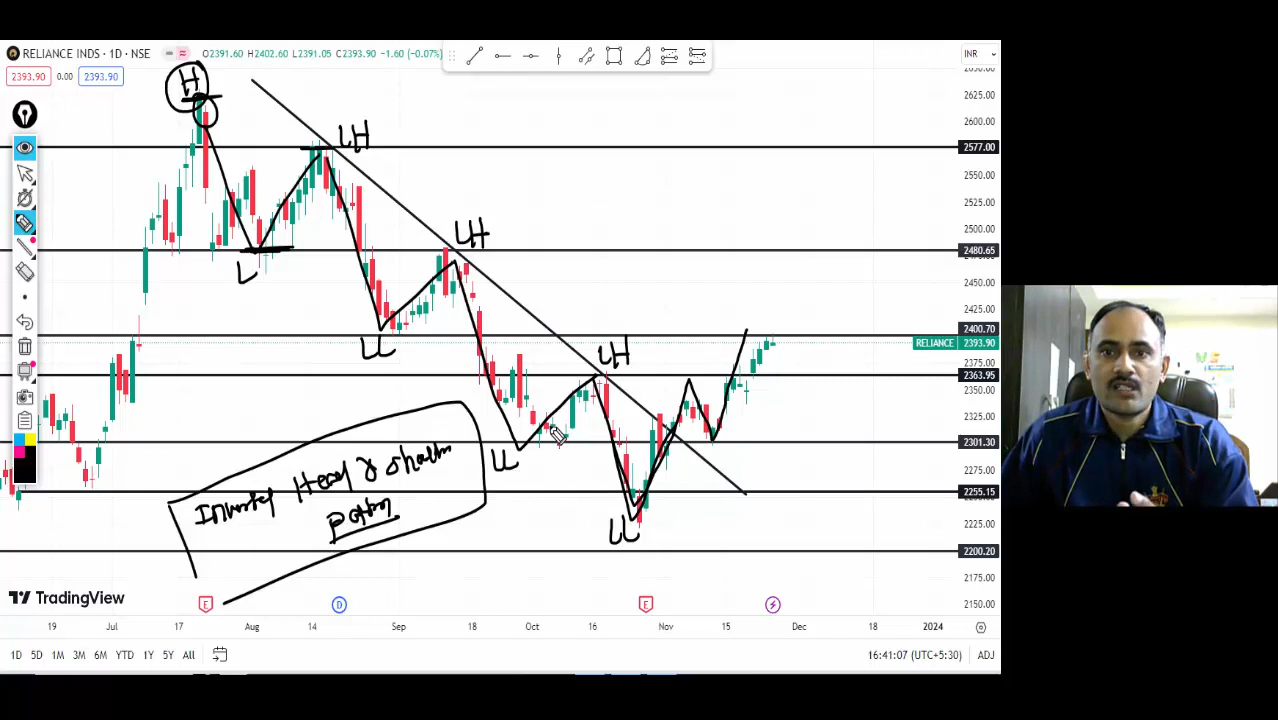 RELIANCE INDS · 1D · NSE
O2391.60 H2402.60 L2391.05 C2393.90 −1.60 (−0.07%)
INR
2393.90 0.00 2393.90
2625.00
2600.00
2577.00
2550.00
2525.00
2500.00
2480.65
2450.00
2425.00
2400.70
RELIANCE 2393.90
2375.00
2363.95
2350.00
2325.00
2301.30
2275.00
2255.15
2225.00
2200.20
2175.00
2150.00
H
LH
LH
L
LL
LH
LL
Head &
LL
TradingView
E D E
19 Jul 17 Aug 14 Sep 18 Oct 16 Nov 15 Dec 18 2024
1D 5D 1M 3M 6M YTD 1Y 5Y All
16:41:07 (UTC+5:30) ADJ